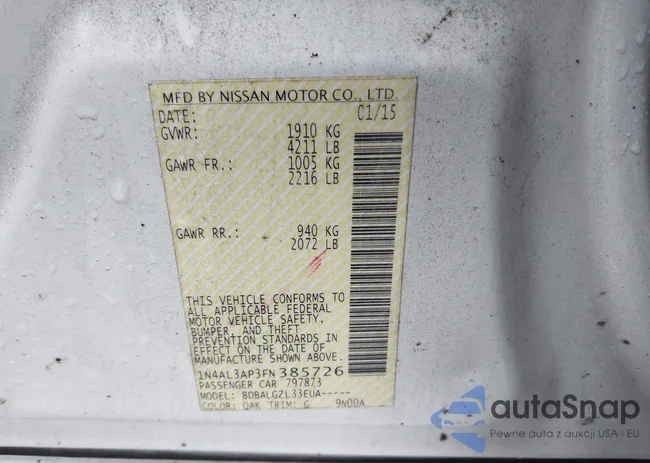 MFD BY NISSAN MOTOR CO., LTD.
DATE: 01/15
GVWR: 1910 KG
4211 LB
GAWR FR.: 1005 KG
2216 LB
GAWR RR.: 940 KG
2072 LB
THIS VEHICLE CONFORMS TO
ALL APPLICABLE FEDERAL
MOTOR VEHICLE SAFETY,
BUMPER, AND THEFT
PREVENTION STANDARDS IN
EFFECT ON THE DATE OF
MANUFACTURE SHOWN ABOVE.
1N4AL3AP3FN385726
PASSENGER CAR 797873
MODEL: BDBALGZL33EUA-----
COLOR: QAK TRIM: G 9N00A
autoSnap
Pewne auta z aukcji USA i EU